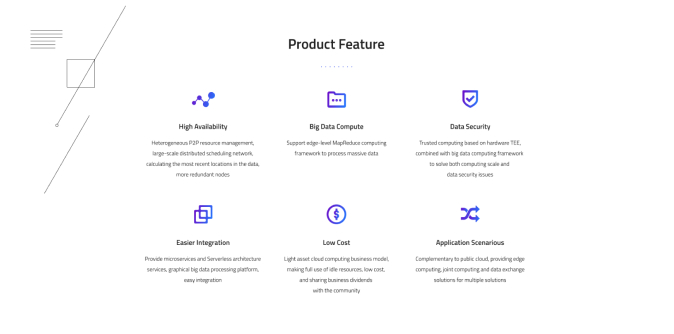 Product Feature
High Availability
Heterogeneous P2P resource management,
large-scale distributed scheduling network,
calculating the most recent locations in the data,
more redundant nodes
Big Data Compute
Support edge-level MapReduce computing
framework to process massive data
Data Security
Trusted computing based on hardware TEE,
combined with big data computing framework
to solve both computing scale and
data security issues
Easier Integration
Provide microservices and Serverless architecture
services, graphical big data processing platform,
easy integration
Low Cost
Light asset cloud computing business model,
making full use of idle resources, low cost,
and sharing business dividends
with the community
Application Scenarious
Complementary to public cloud, providing edge
computing, joint computing and data exchange
solutions for multiple solutions